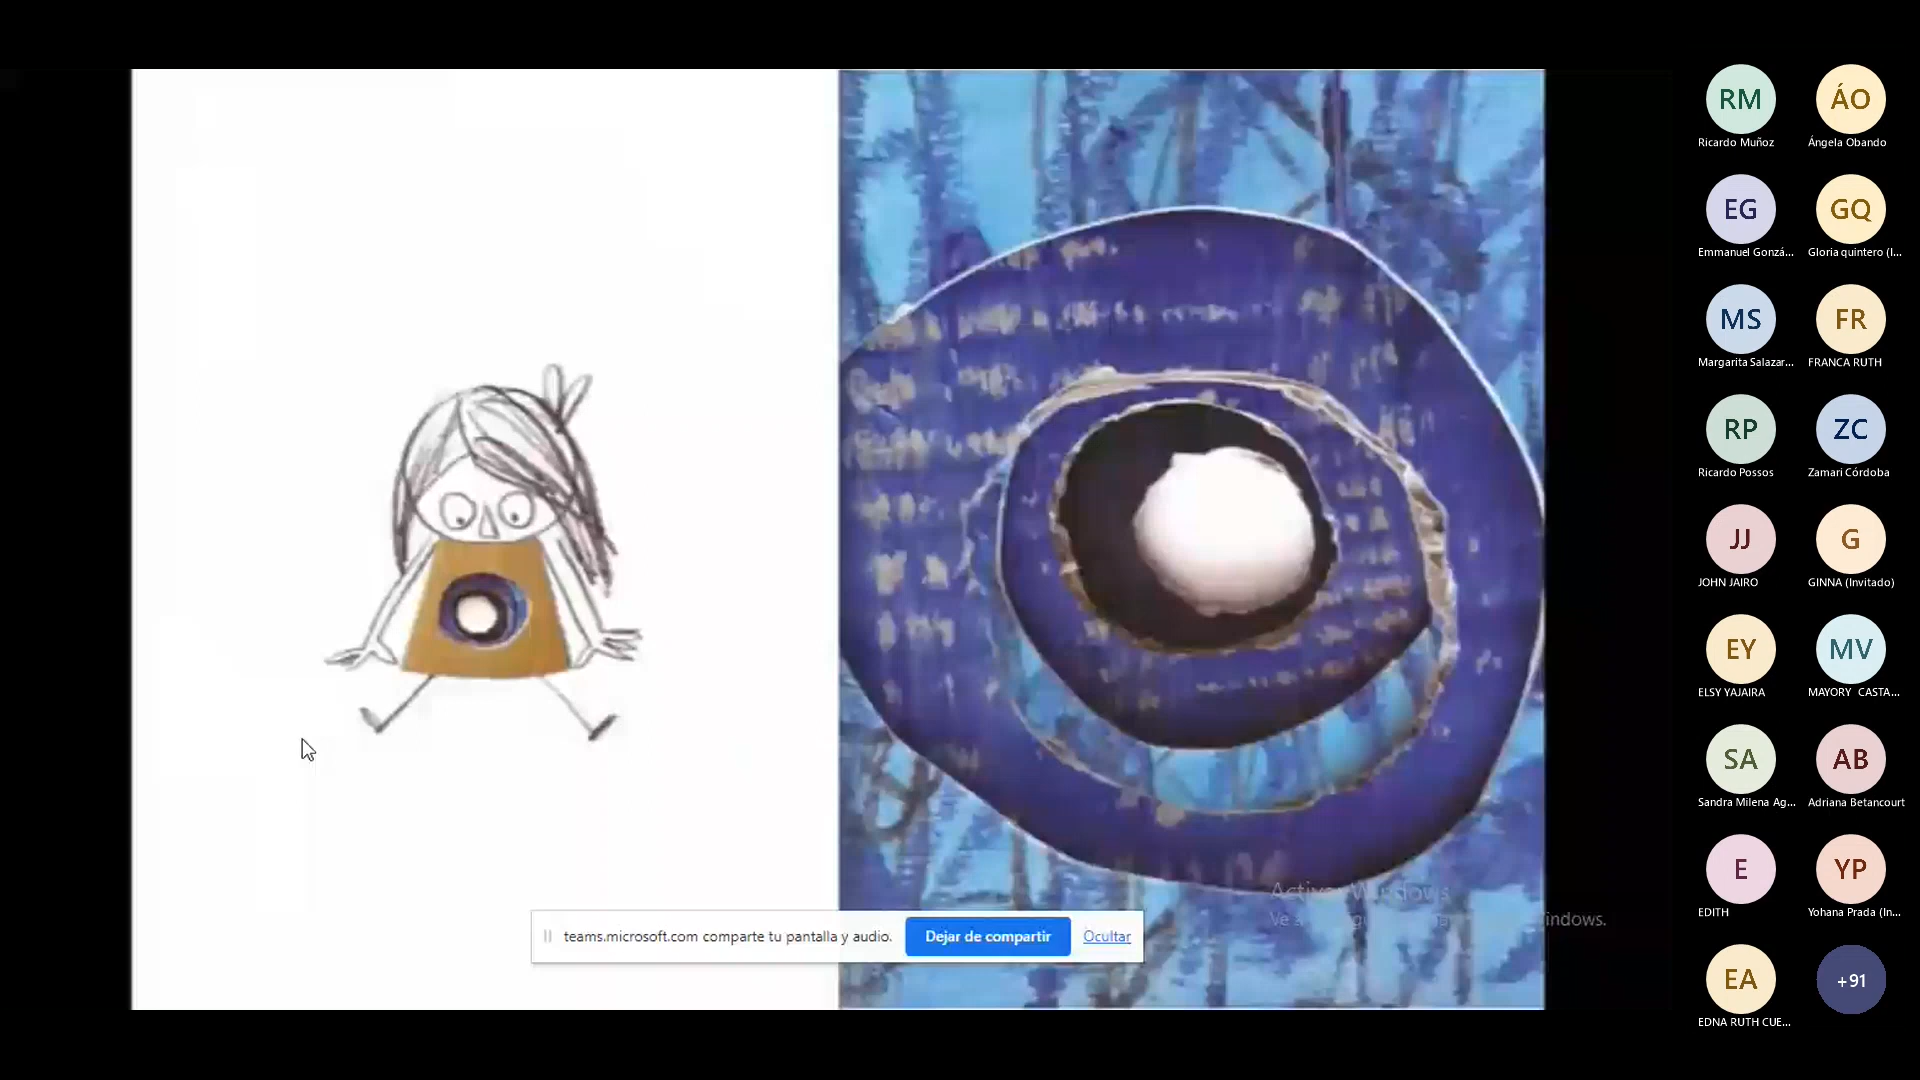 RM
ÁO
Ricardo Muñoz
Ángela Obando
EG
GQ
Emmanuel Gonzá...
Gloria quintero (I...
MS
FR
Margarita Salazar...
FRANCA RUTH
RP
ZC
Ricardo Possos
Zamari Córdoba
JJ
G
JOHN JAIRO
GINNA (Invitado)
EY
MV
ELSY YAJAIRA
MAYORY CASTA...
SA
AB
Sandra Milena Ag...
Adriana Betancourt
E
YP
EDITH
Yohana Prada (In...
EA
+91
EDNA RUTH CUE...
Activar Windows
teams.microsoft.com comparte tu pantalla y audio.
Dejar de compartir
Ocultar